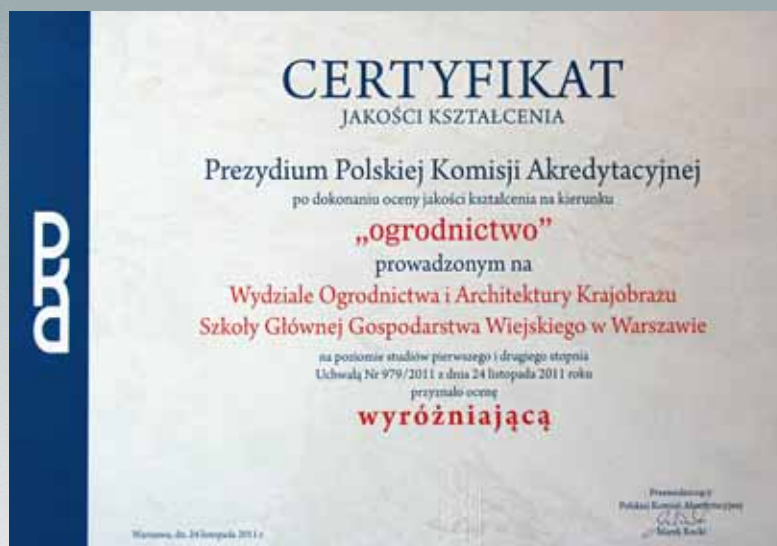 CERTYFIKAT
JAKOŚCI KSZTAŁCENIA
Prezydium Polskiej Komisji Akredytacyjnej
po dokonaniu oceny jakości kształcenia na kierunku
„ogrodnictwo”
prowadzonym na
Wydziale Ogrodnictwa i Architektury Krajobrazu
Szkoły Głównej Gospodarstwa Wiejskiego w Warszawie
na poziomie studiów pierwszego i drugiego stopnia
Uchwałą Nr 979/2011 z dnia 24 listopada 2011 roku
przyznało ocenę
wyróżniającą
Przewodniczący
Polskiej Komisji Akredytacyjnej
Marek Rocki
Warszawa, dn. 24 listopada 2011 r.
pka